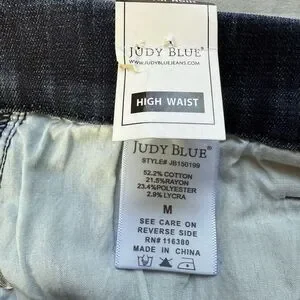 JUDY BLUE®
WWW.JUDYBLUEJEANS.COM
HIGH WAIST
JUDY BLUE®
STYLE# JB150199
52.2% COTTON
21.5%RAYON
23.4%POLYESTER
2.9% LYCRA
M
SEE CARE ON
REVERSE SIDE
RN# 116380
MADE IN CHINA